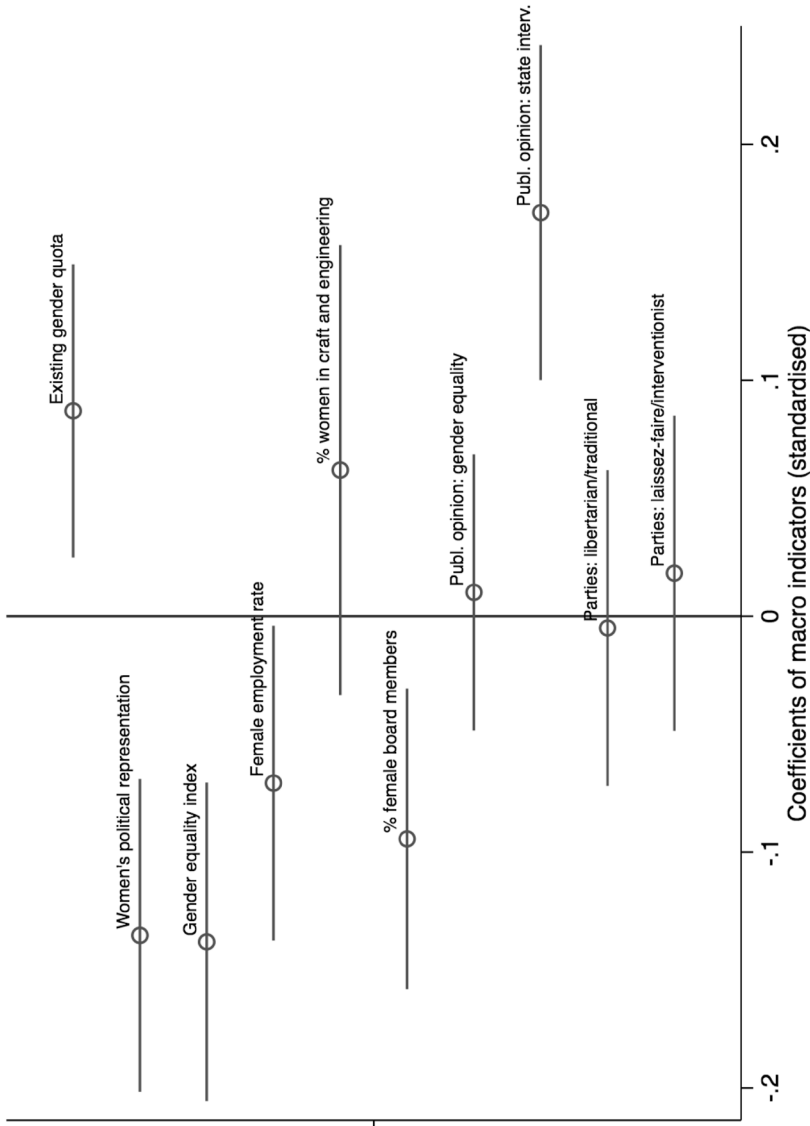 Existing gender quota
Women's political representation
Gender equality index
Female employment rate
% women in craft and engineering
% female board members
Publ. opinion: gender equality
Publ. opinion: state interv.
Parties: libertarian/traditional
Parties: laissez-faire/interventionist
-.2
-.1
0
.1
.2
Coefficients of macro indicators (standardised)